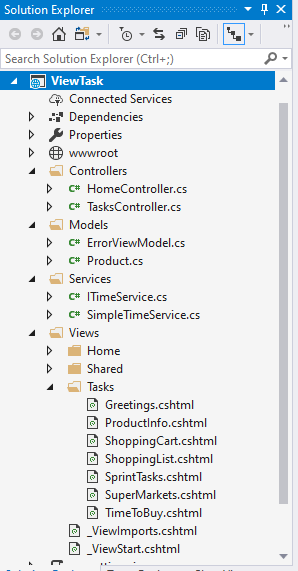 Solution Explorer
Search Solution Explorer (Ctrl+;)
ViewTask
Connected Services
Dependencies
Properties
wwwroot
Controllers
C# HomeController.cs
C# TasksController.cs
Models
C# ErrorViewModel.cs
C# Product.cs
Services
C# ITimeService.cs
C# SimpleTimeService.cs
Views
Home
Shared
Tasks
Greetings.cshtml
ProductInfo.cshtml
ShoppingCart.cshtml
ShoppingList.cshtml
SprintTasks.cshtml
SuperMarkets.cshtml
TimeToBuy.cshtml
_ViewImports.cshtml
_ViewStart.cshtml